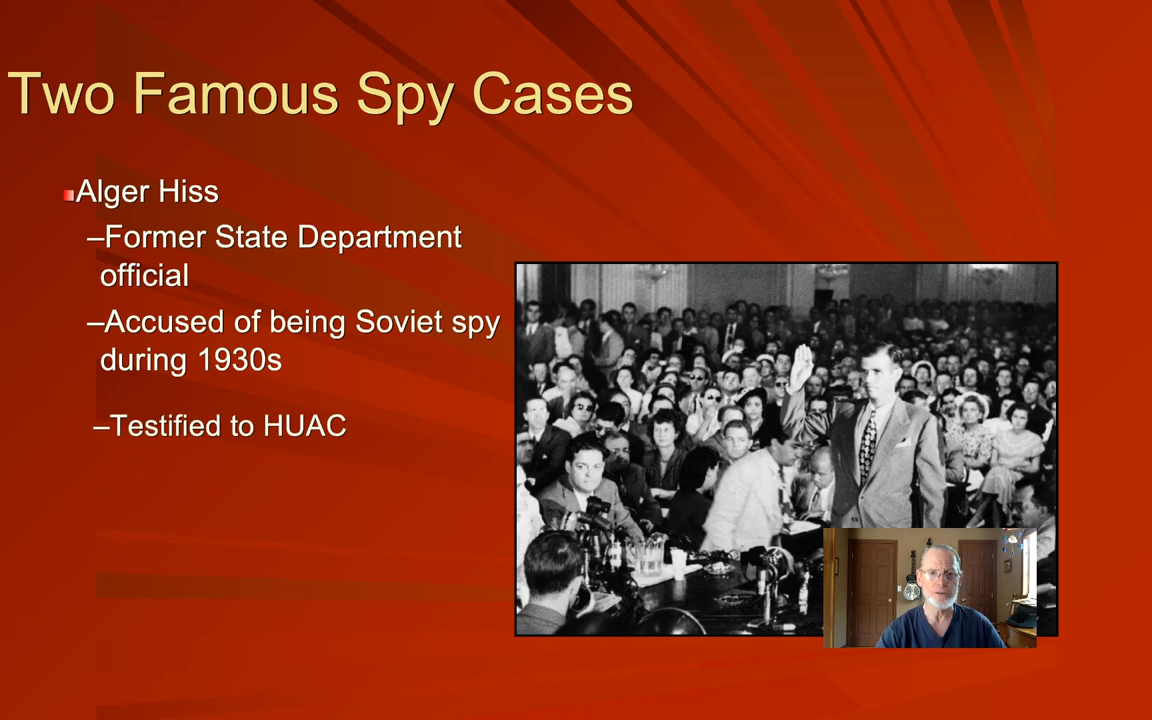 Two Famous Spy Cases
Alger Hiss
–Former State Department
official
–Accused of being Soviet spy
during 1930s
–Testified to HUAC